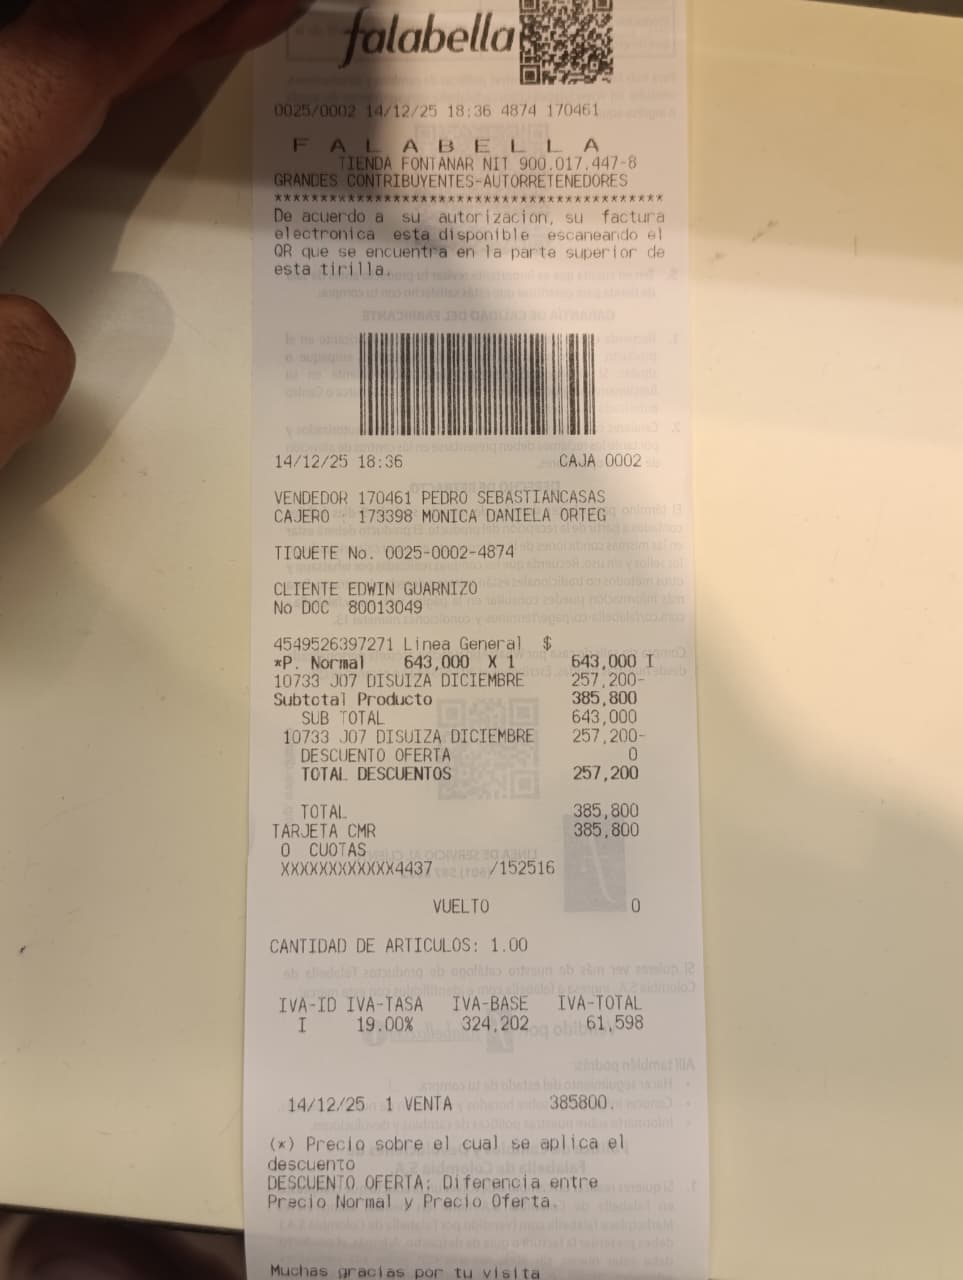 falabella
0025/0002 14/12/25 18:36 4874 170461
F A L A B E L L A
TIENDA FONTANAR NIT 900.017.447-8
GRANDES CONTRIBUYENTES-AUTORRETENEDORES
******************************************
De acuerdo a su autorizacion, su factura
electronica esta disponible escaneando el
QR que se encuentra en la parte superior de
esta tirilla.
14/12/25 18:36 CAJA 0002
VENDEDOR 170461 PEDRO SEBASTIANCASAS
CAJERO : 173398 MONICA DANIELA ORTEG
TIQUETE No. 0025-0002-4874
CLIENTE EDWIN GUARNIZO
No DOC 80013049
4549526397271 Linea General $
*P. Normal 643,000 X 1 643,000 I
10733 J07 DISUIZA DICIEMBRE 257,200-
Subtotal Producto 385,800
SUB TOTAL 643,000
10733 J07 DISUIZA DICIEMBRE 257,200-
DESCUENTO OFERTA 0
TOTAL DESCUENTOS 257,200
TOTAL 385,800
TARJETA CMR 385,800
0 CUOTAS
XXXXXXXXXXXX4437 /152516
VUELTO 0
CANTIDAD DE ARTICULOS: 1.00
IVA-ID IVA-TASA IVA-BASE IVA-TOTAL
I 19.00% 324,202 61,598
14/12/25 1 VENTA 385800.
(*) Precio sobre el cual se aplica el
descuento
DESCUENTO OFERTA: Diferencia entre
Precio Normal y Precio Oferta.
Muchas gracias por tu visita